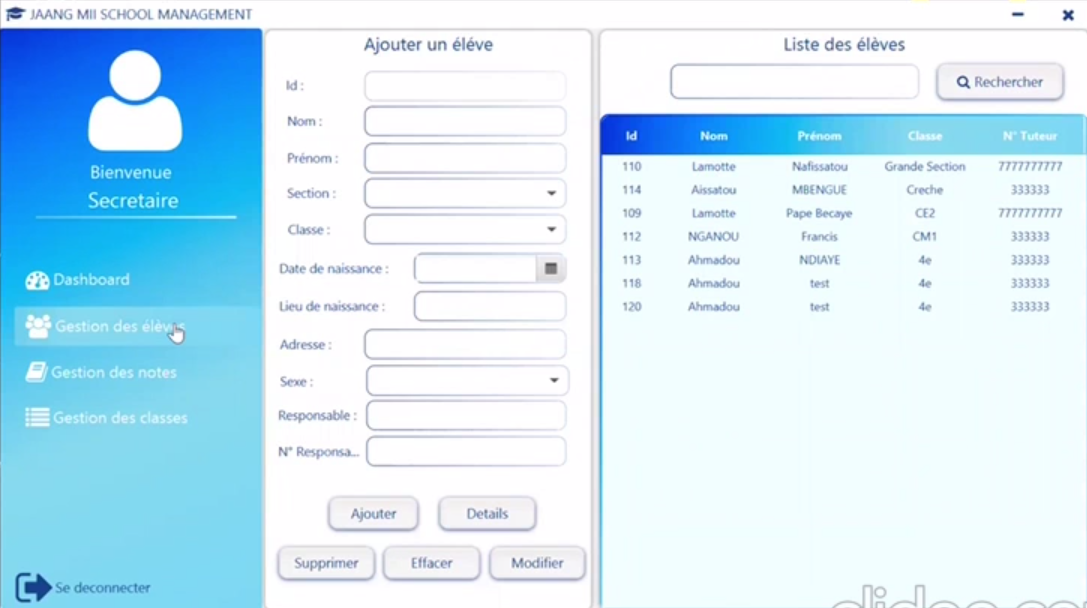 JAANG MII SCHOOL MANAGEMENT
Bienvenue
Secretaire
Dashboard
Gestion des élèves
Gestion des notes
Gestion des classes
Se deconnecter
Ajouter un éléve
Id :
Nom :
Prénom :
Section :
Classe :
Date de naissance :
Lieu de naissance :
Adresse :
Sexe :
Responsable :
N° Responsa...
Ajouter Details
Supprimer Effacer Modifier
Liste des élèves
Rechercher
Id Nom Prénom Classe N° Tuteur
110 Lamotte Nafissatou Grande Section 7777777777
114 Aissatou MBENGUE Creche 333333
109 Lamotte Pape Becaye CE2 7777777777
112 NGANOU Francis CM1 333333
113 Ahmadou NDIAYE 4e 333333
118 Ahmadou test 4e 333333
120 Ahmadou test 4e 333333